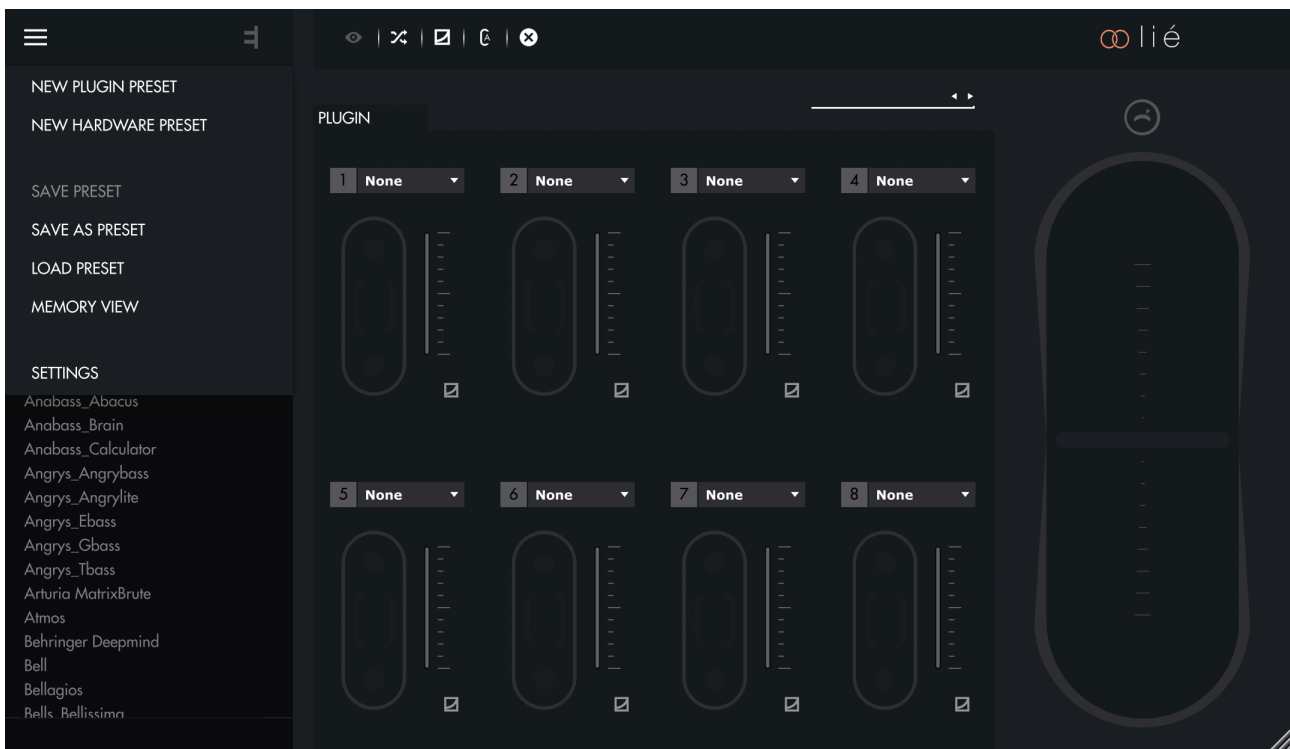 lié
NEW PLUGIN PRESET
NEW HARDWARE PRESET
SAVE PRESET
SAVE AS PRESET
LOAD PRESET
MEMORY VIEW
SETTINGS
Anabass_Abacus
Anabass_Brain
Anabass_Calculator
Angrys_Angrybass
Angrys_Angrylite
Angrys_Ebass
Angrys_Gbass
Angrys_Tbass
Arturia MatrixBrute
Atmos
Behringer Deepmind
Bell
Bellagios
Bells_Bellissima
PLUGIN
1 None 2 None 3 None 4 None
5 None 6 None 7 None 8 None